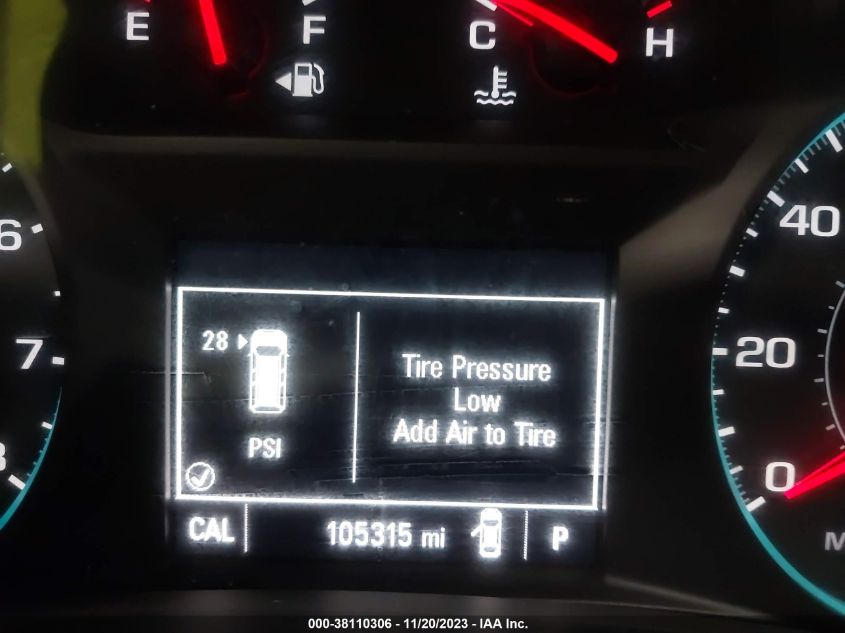 E F C H
6
7
8
40
20
0
28
PSI
Tire Pressure
Low
Add Air to Tire
CAL 105315 mi P
000-38110306 - 11/20/2023 - IAA Inc.